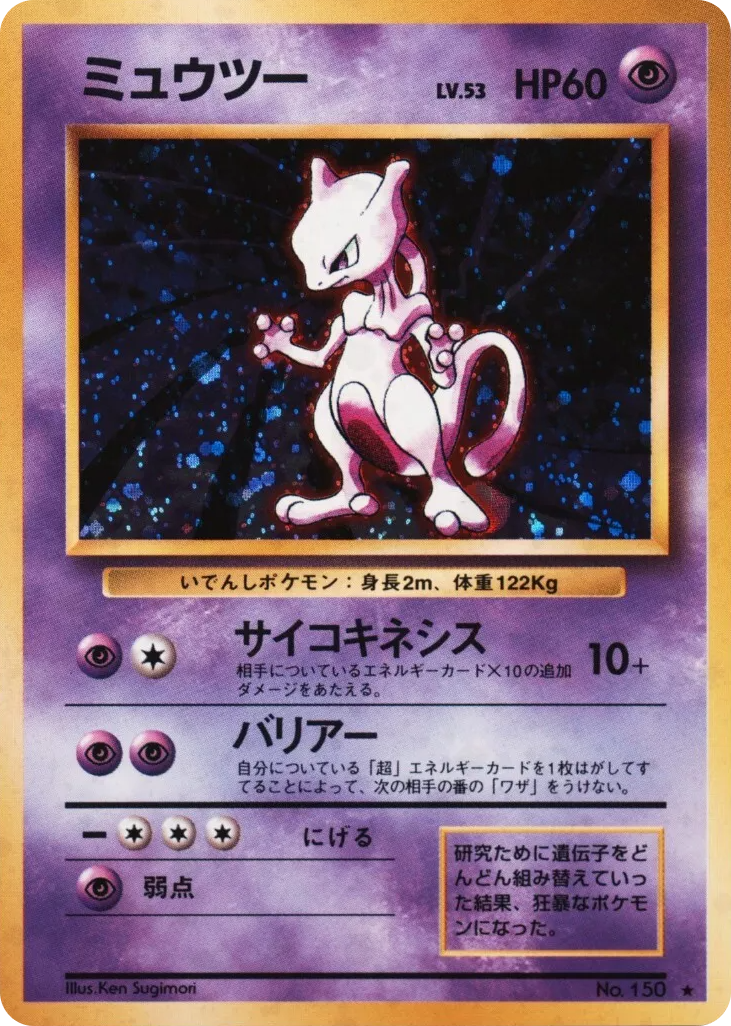 ミュウツー LV.53 HP60
いでんしポケモン：身長2m、体重122Kg
サイコキネシス 10+
相手についているエネルギーカード×10の追加
ダメージをあたえる。
バリアー
自分についている「超」エネルギーカードを1枚はがしてす
てることによって、次の相手の番の「ワザ」をうけない。
ー にげる
弱点
研究ために遺伝子をど
んどん組み替えていっ
た結果、狂暴なポケモ
ンになった。
Illus.Ken Sugimori No. 150 ★